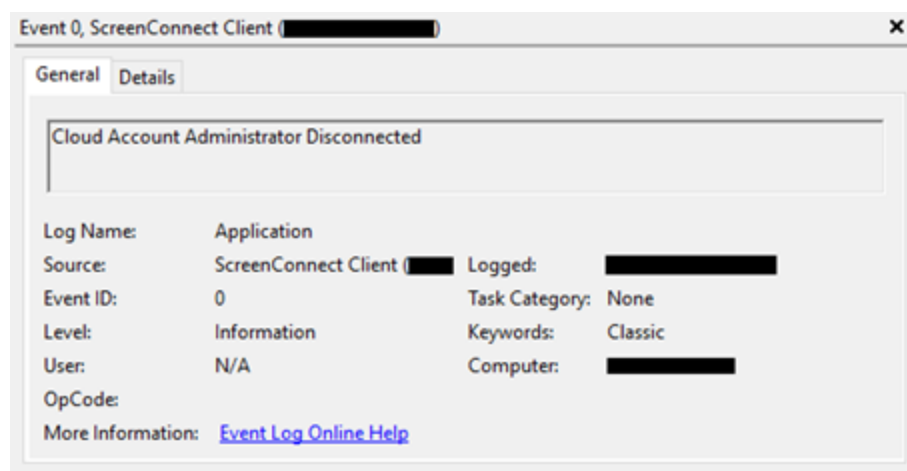 Event 0, ScreenConnect Client ( )
General Details
Cloud Account Administrator Disconnected
Log Name: Application
Source: ScreenConnect Client ( Logged:
Event ID: 0 Task Category: None
Level: Information Keywords: Classic
User: N/A Computer:
OpCode:
More Information: Event Log Online Help